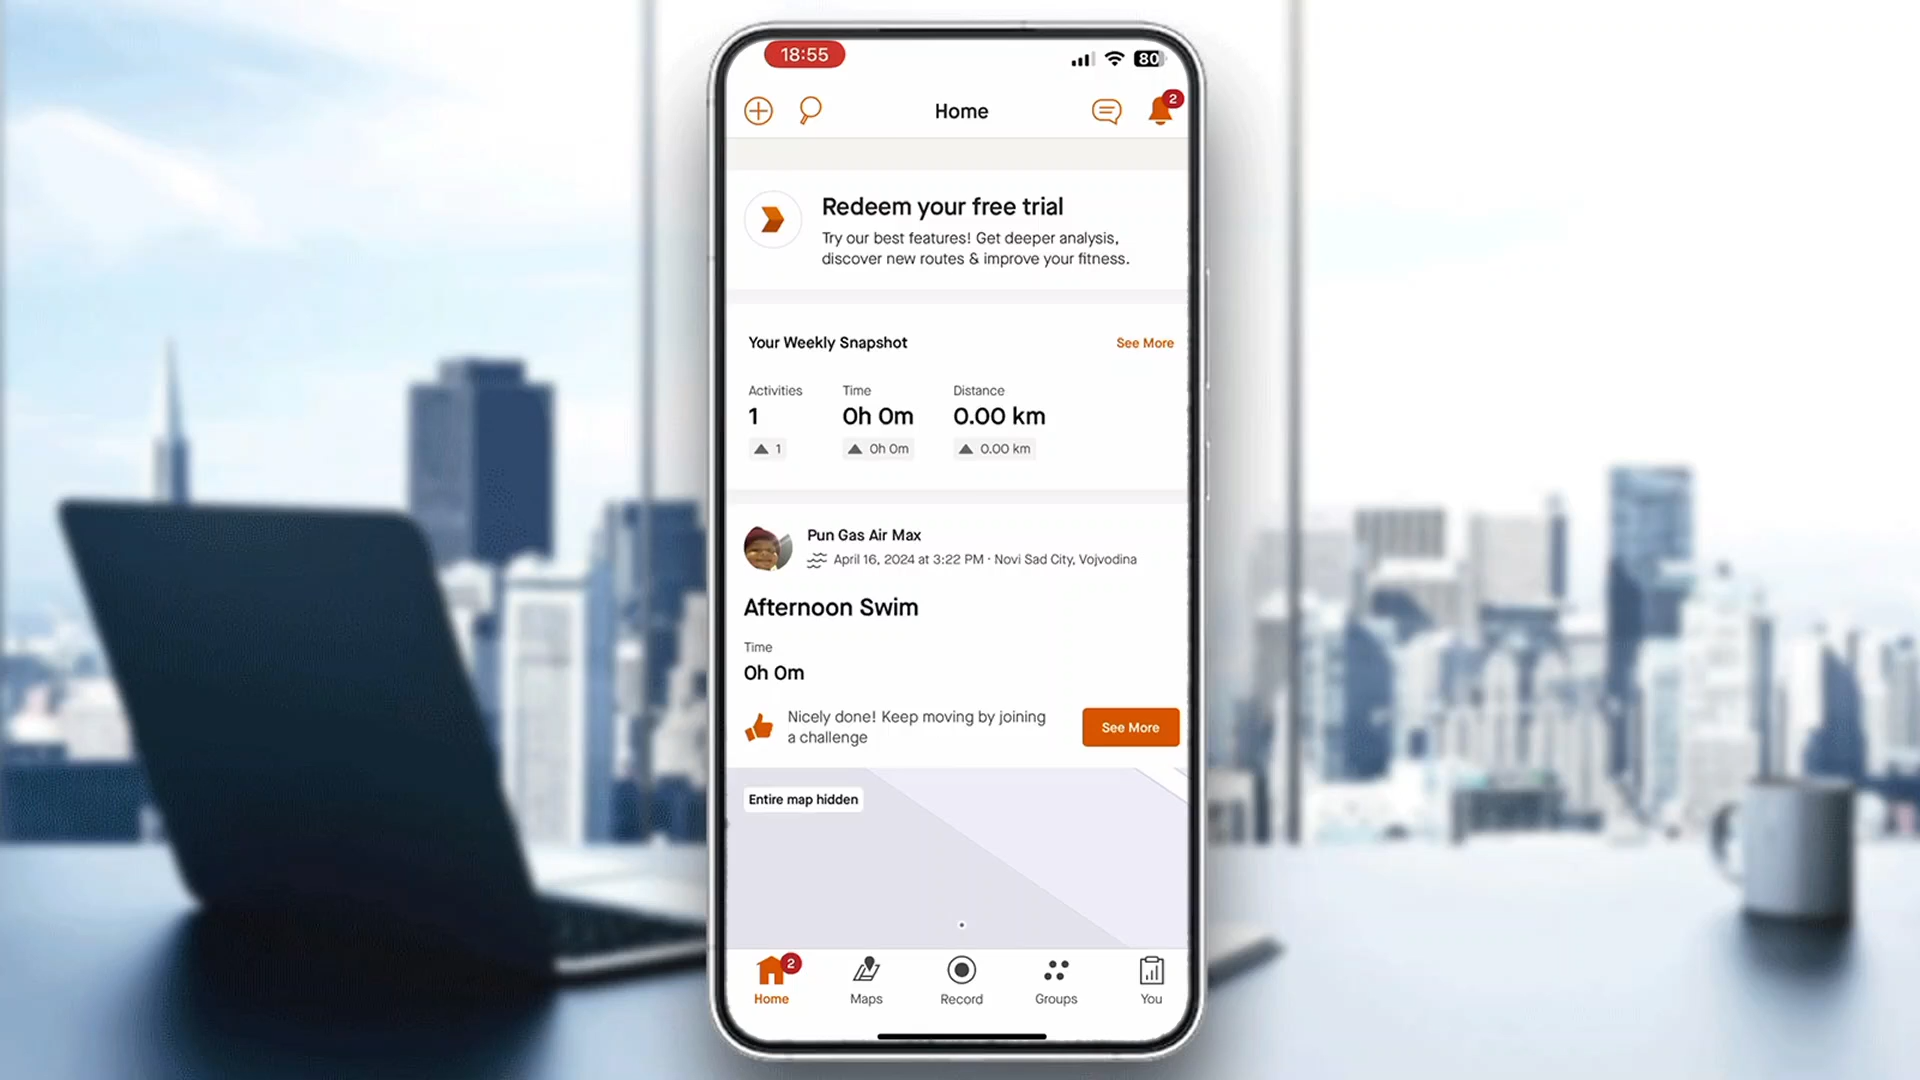 18:55
80
Home
2
Redeem your free trial
Try our best features! Get deeper analysis,
discover new routes & improve your fitness.
Your Weekly Snapshot
See More
Activities
Time
Distance
1
0h 0m
0.00 km
1
0h 0m
0.00 km
Pun Gas Air Max
April 16, 2024 at 3:22 PM · Novi Sad City, Vojvodina
Afternoon Swim
Time
0h 0m
Nicely done! Keep moving by joining
a challenge
See More
Entire map hidden
2
Home
Maps
Record
Groups
You